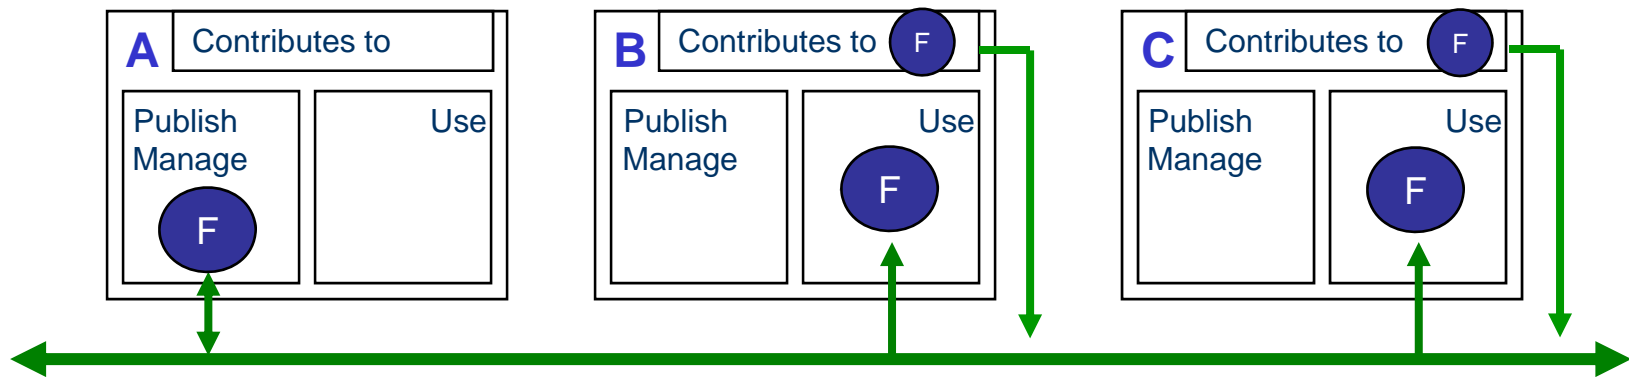 A Contributes to
Publish
Manage
Use
F
B Contributes to F
Publish
Manage
Use
F
C Contributes to F
Publish
Manage
Use
F